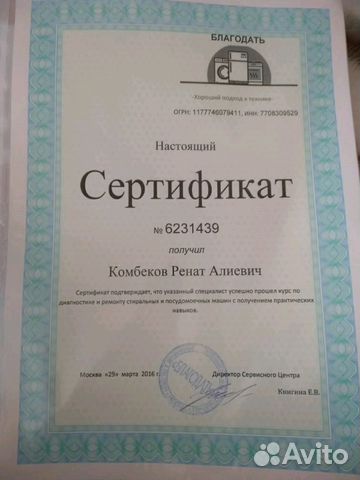 БЛАГОДАТЬ
-Хороший подход к технике-
ОГРН: 1177746079411, ИНН: 7708309529
Настоящий
Сертификат
№ 6231439
получил
Комбеков Ренат Алиевич
Сертификат подтверждает, что указанный специалист успешно прошел курс по
диагностике и ремонту стиральных и посудомоечных машин с получением практических
навыков.
БЛАГОДАТЬ
Москва «29» марта 2016 г.
Директор Сервисного Центра
Книгина Е.В.
Avito